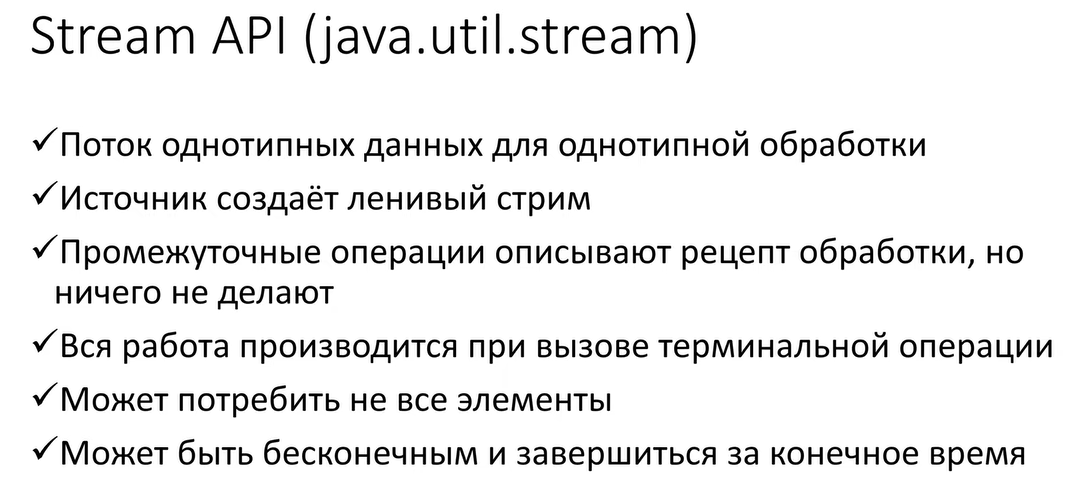 Stream API (java.util.stream)
✓Поток однотипных данных для однотипной обработки
✓Источник создаёт ленивый стрим
✓Промежуточные операции описывают рецепт обработки, но
ничего не делают
✓Вся работа производится при вызове терминальной операции
✓Может потребить не все элементы
✓Может быть бесконечным и завершиться за конечное время